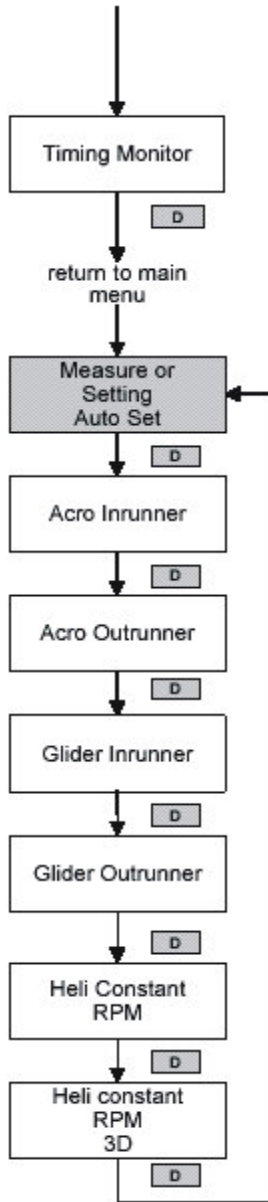 Timing Monitor
D
return to main
menu
Measure or
Setting
Auto Set
D
Acro Inrunner
D
Acro Outrunner
D
Glider Inrunner
D
Glider Outrunner
D
Heli Constant
RPM
D
Heli constant
RPM
3D
D